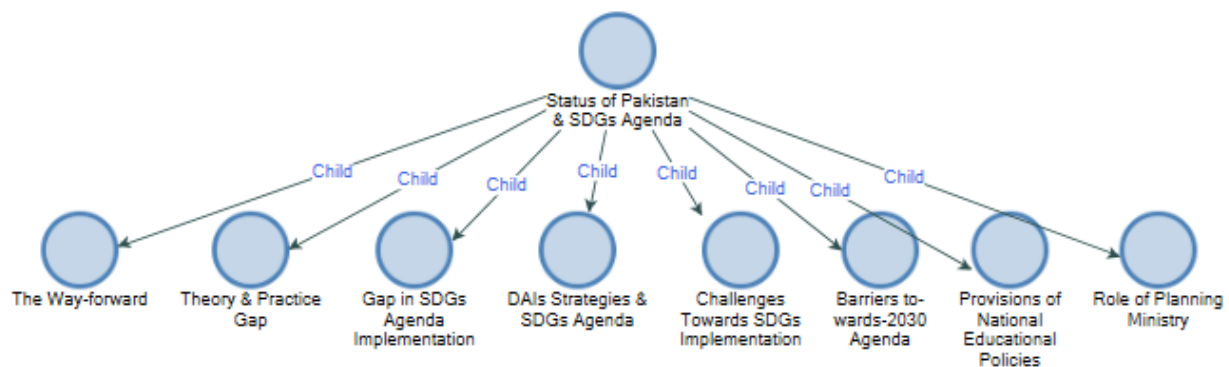 Status of Pakistan
& SDGs Agenda
Child
Child
Child
Child
Child
Child
Child
Child
The Way-forward
Theory & Practice
Gap
Gap in SDGs
Agenda
Implementation
DAIs Strategies &
SDGs Agenda
Challenges
Towards SDGs
Implementation
Barriers to-
wards-2030
Agenda
Provisions of
National
Educational
Policies
Role of Planning
Ministry